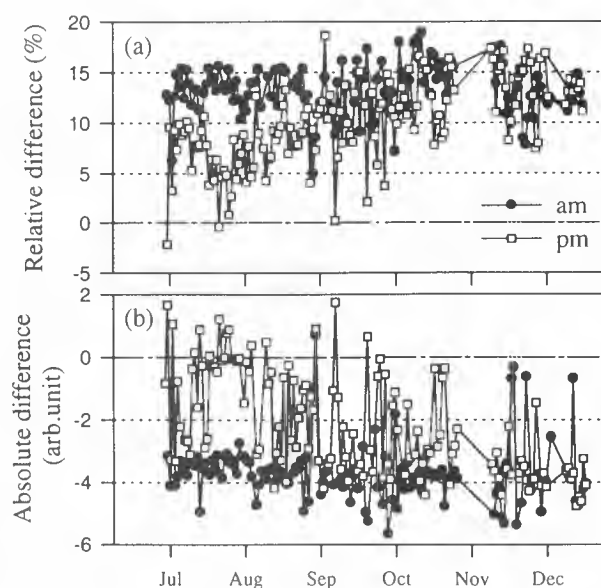 Relative difference (%)
20
15
10
5
0
-5
(a)
am
pm
Absolute difference
(arb.unit)
2
0
-2
-4
-6
(b)
Jul Aug Sep Oct Nov Dec